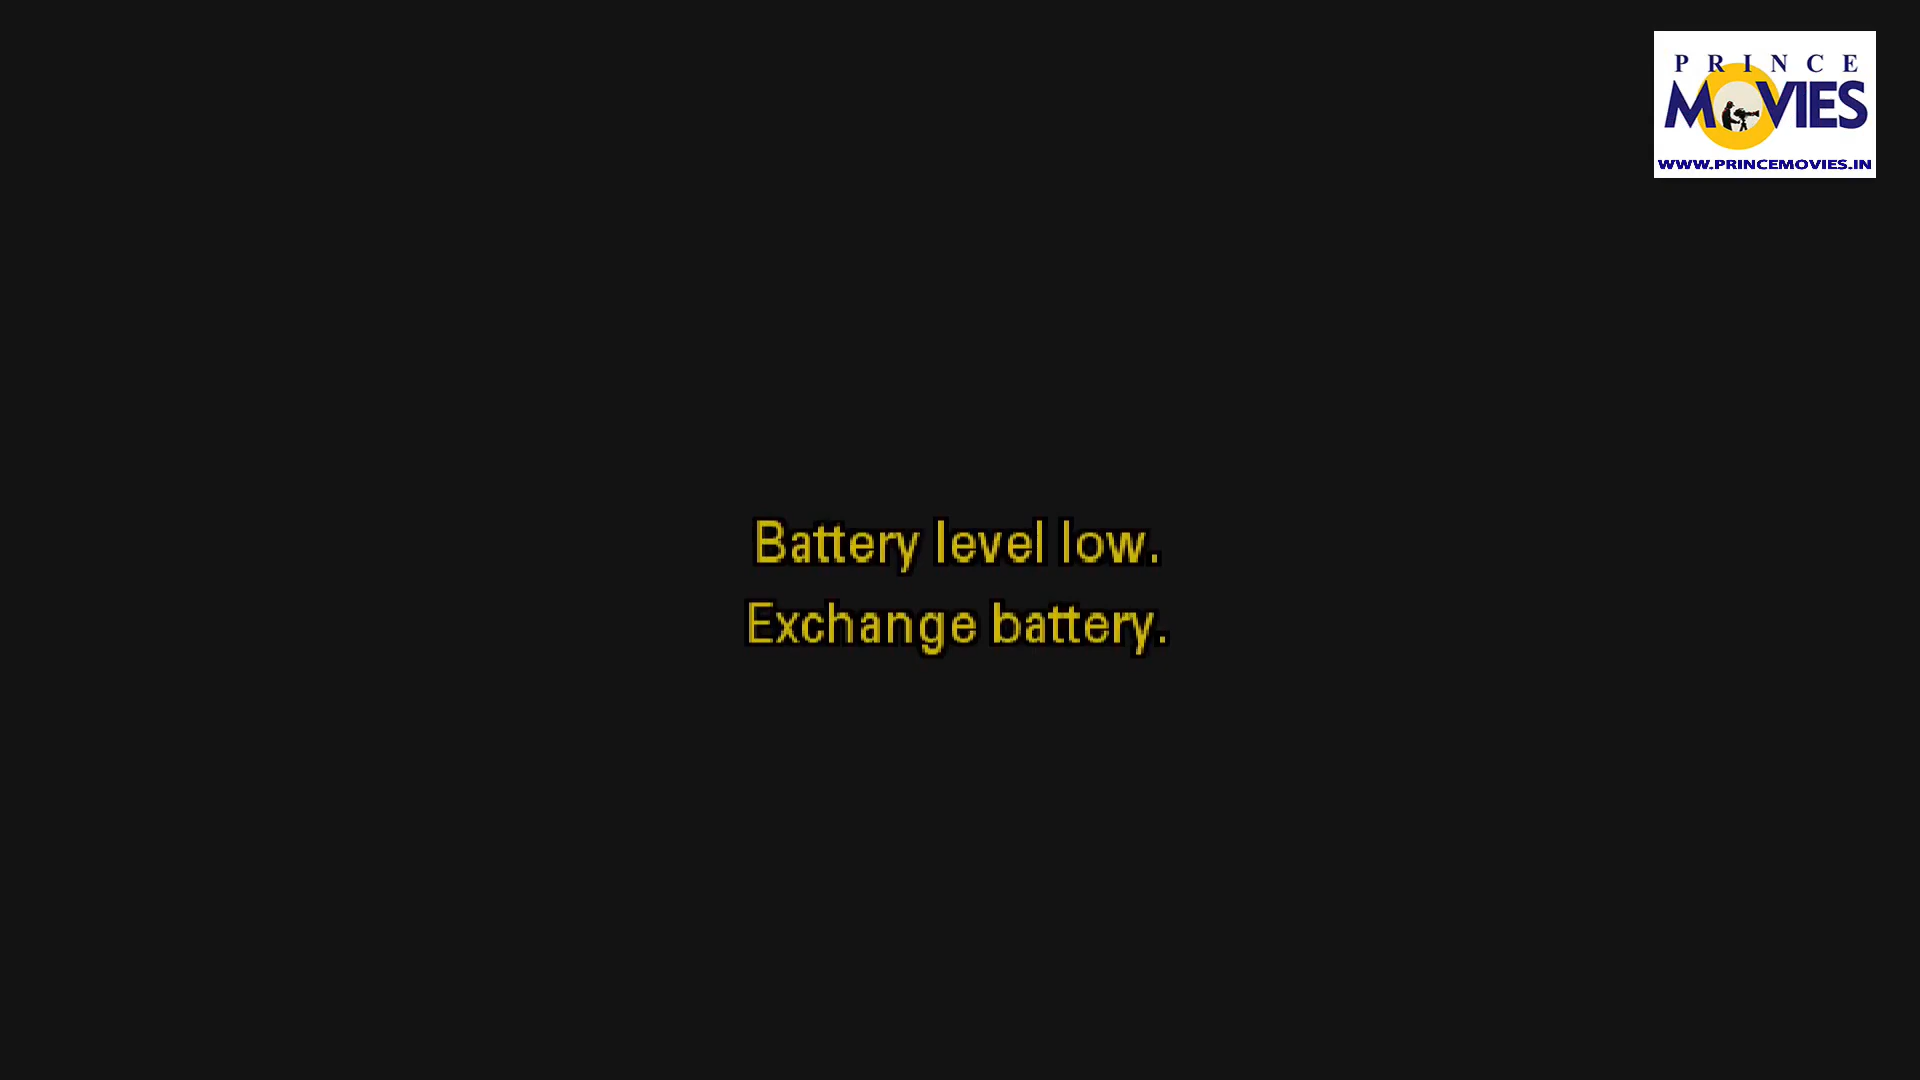 PRINCE
MOVIES
WWW.PRINCEMOVIES.IN
Battery level low.
Exchange battery.